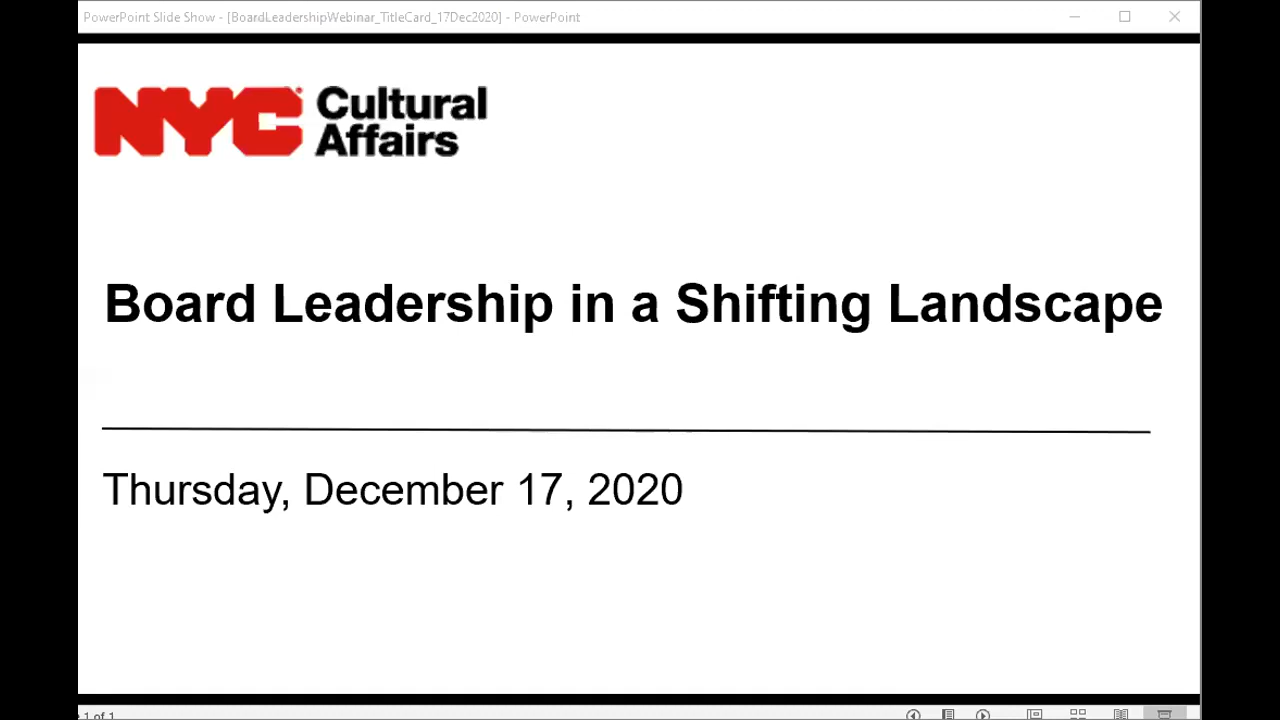 PowerPoint Slide Show - [BoardLeadershipWebinar_TitleCard_17Dec2020] - PowerPoint
NYC Cultural
Affairs
Board Leadership in a Shifting Landscape
Thursday, December 17, 2020
1 of 1